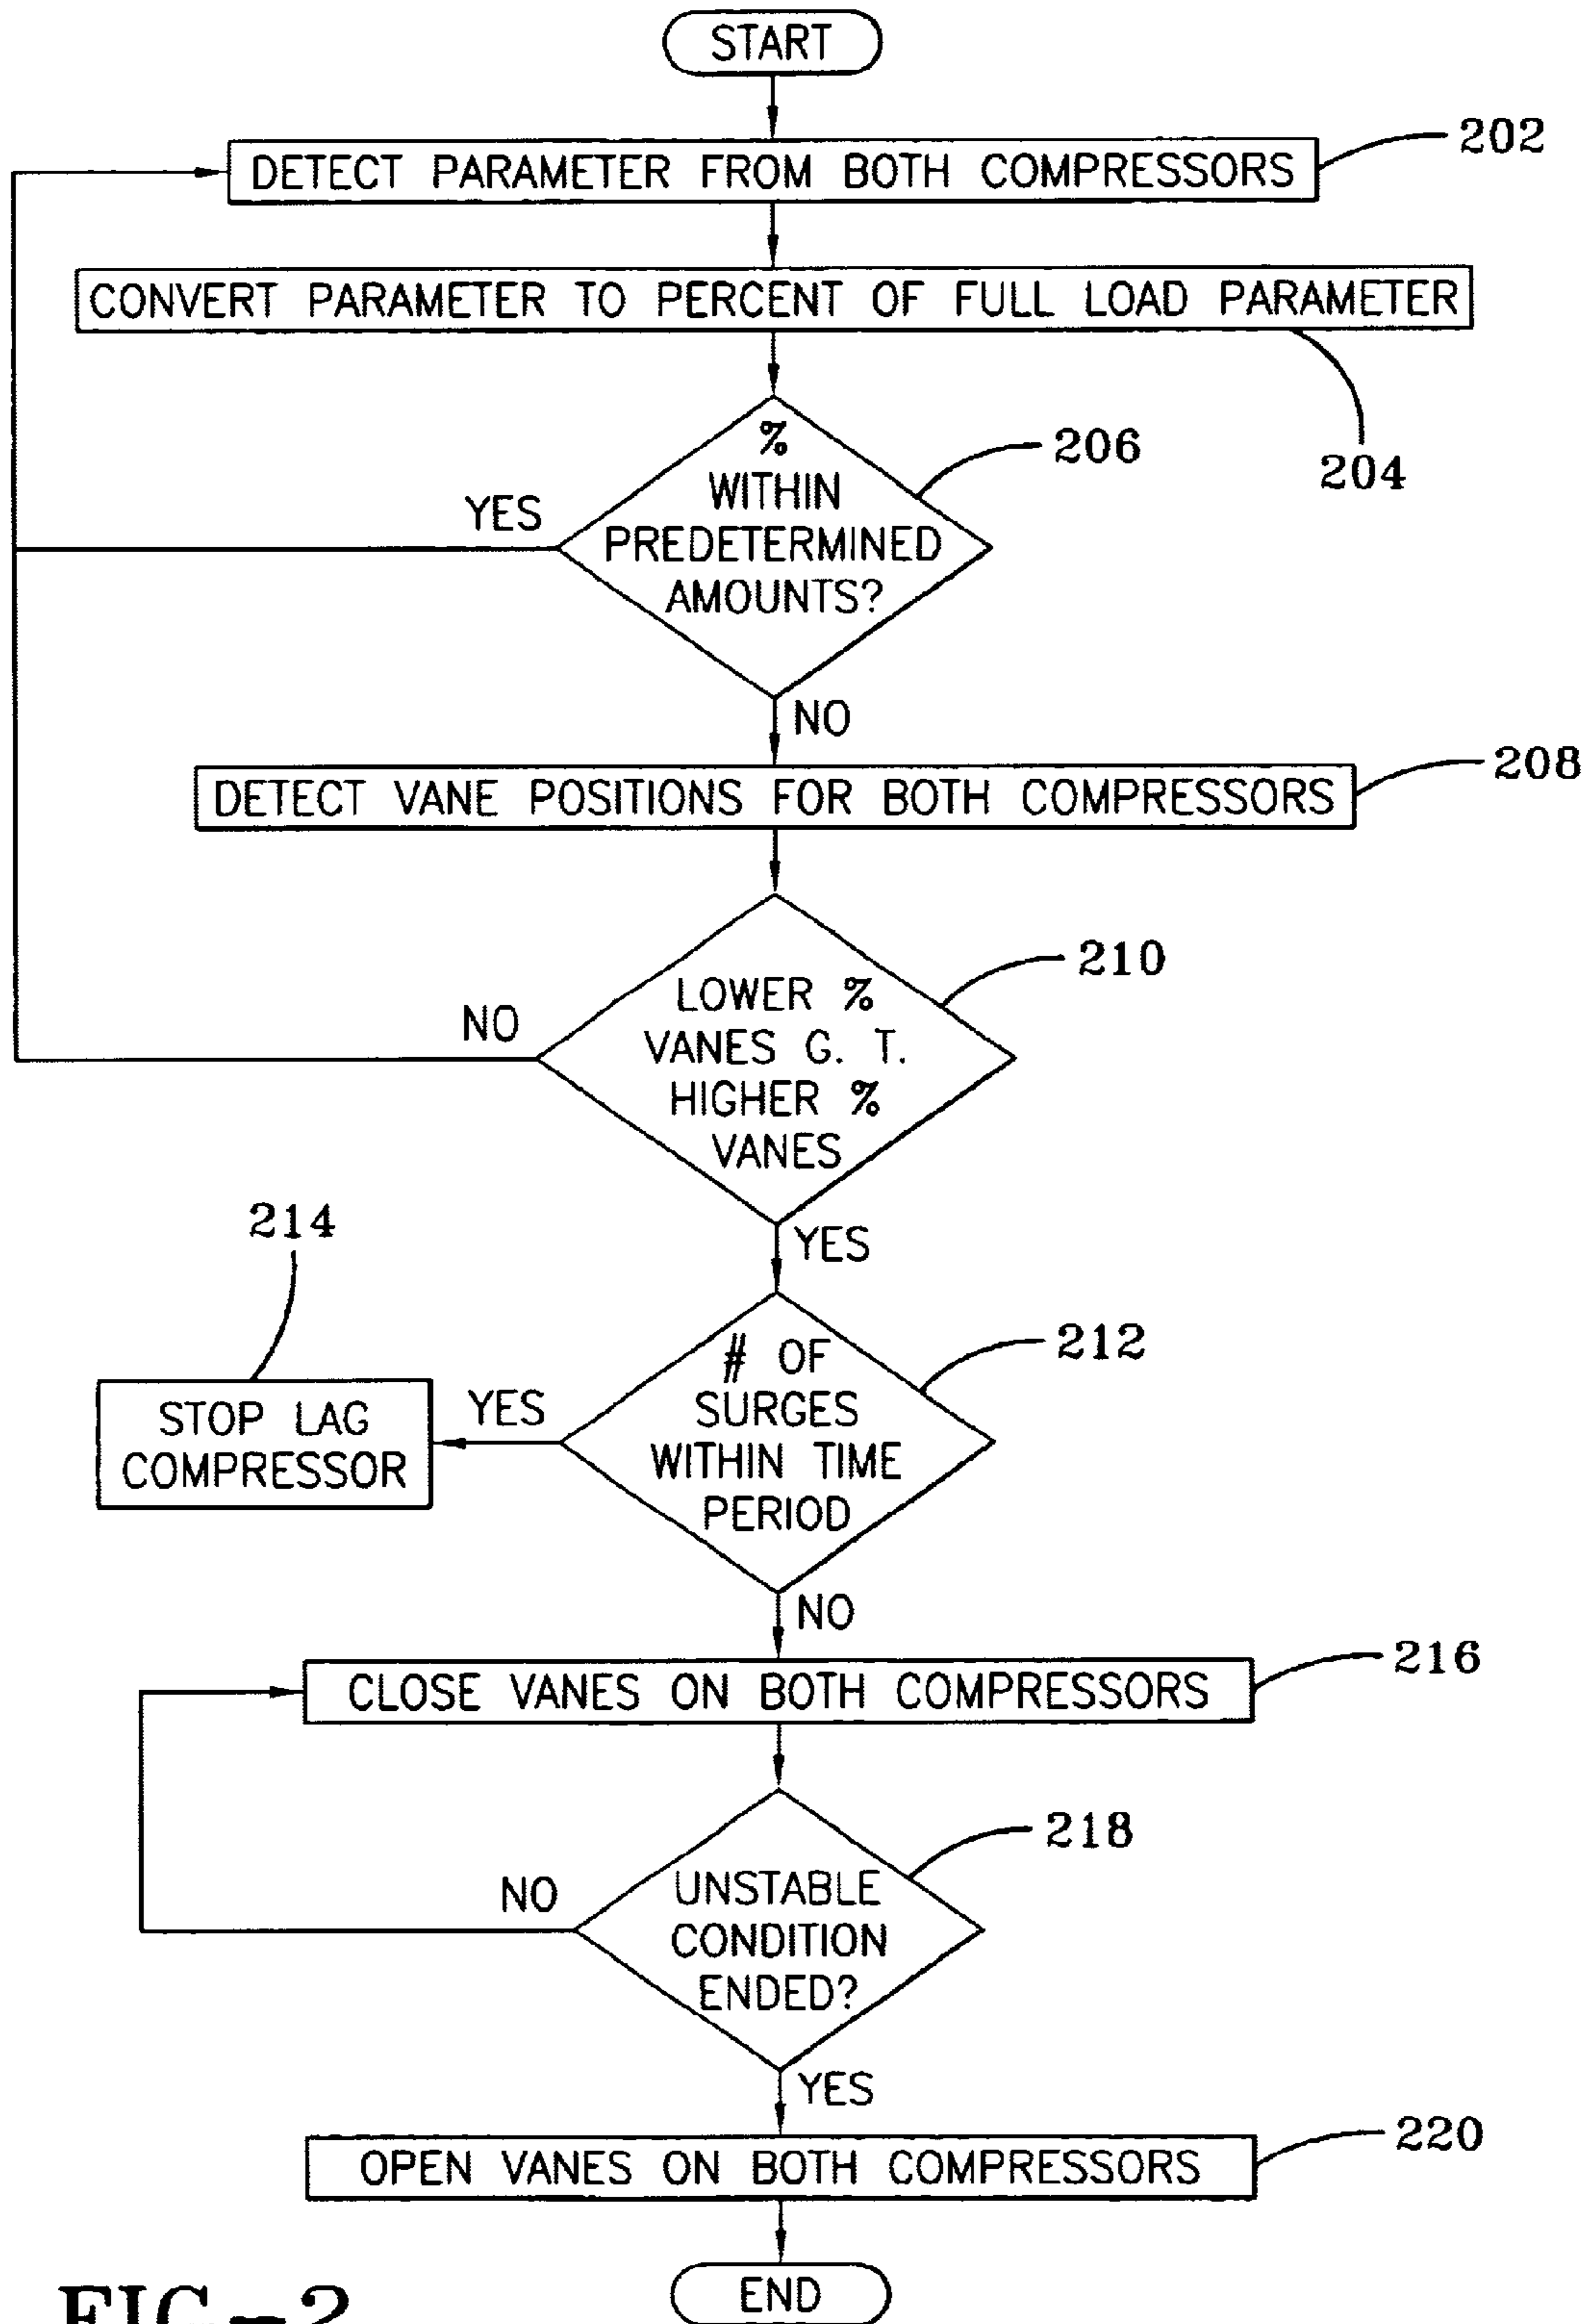 START
DETECT PARAMETER FROM BOTH COMPRESSORS
202
CONVERT PARAMETER TO PERCENT OF FULL LOAD PARAMETER
204
%
WITHIN
PREDETERMINED
AMOUNTS?
206
YES
NO
DETECT VANE POSITIONS FOR BOTH COMPRESSORS
208
LOWER %
VANES G. T.
HIGHER %
VANES
210
NO
YES
# OF
SURGES
WITHIN TIME
PERIOD
212
YES
214
STOP LAG
COMPRESSOR
NO
CLOSE VANES ON BOTH COMPRESSORS
216
UNSTABLE
CONDITION
ENDED?
218
NO
YES
OPEN VANES ON BOTH COMPRESSORS
220
END
FIG-2